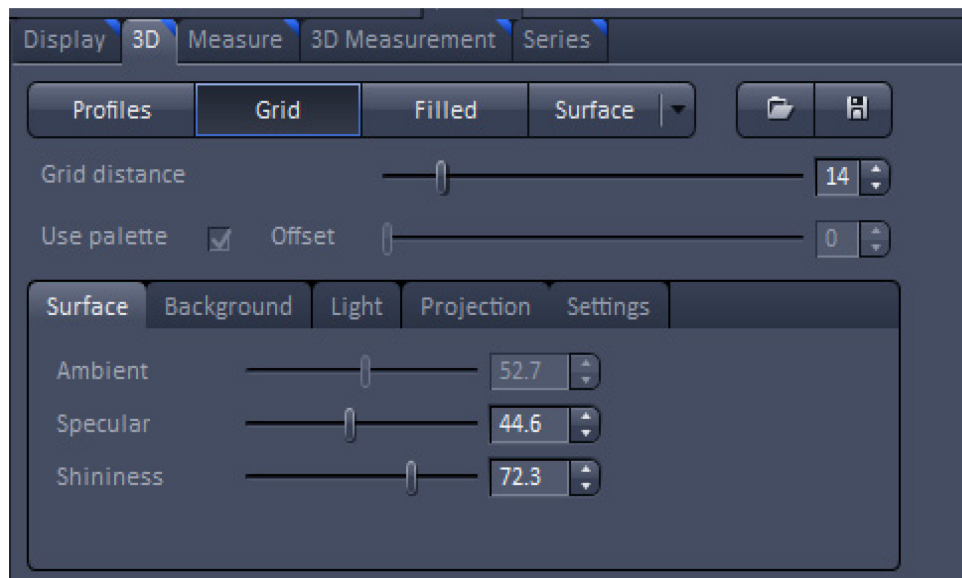 Display 3D Measure 3D Measurement Series
Profiles Grid Filled Surface
Grid distance 14
Use palette Offset 0
Surface Background Light Projection Settings
Ambient 52.7
Specular 44.6
Shininess 72.3